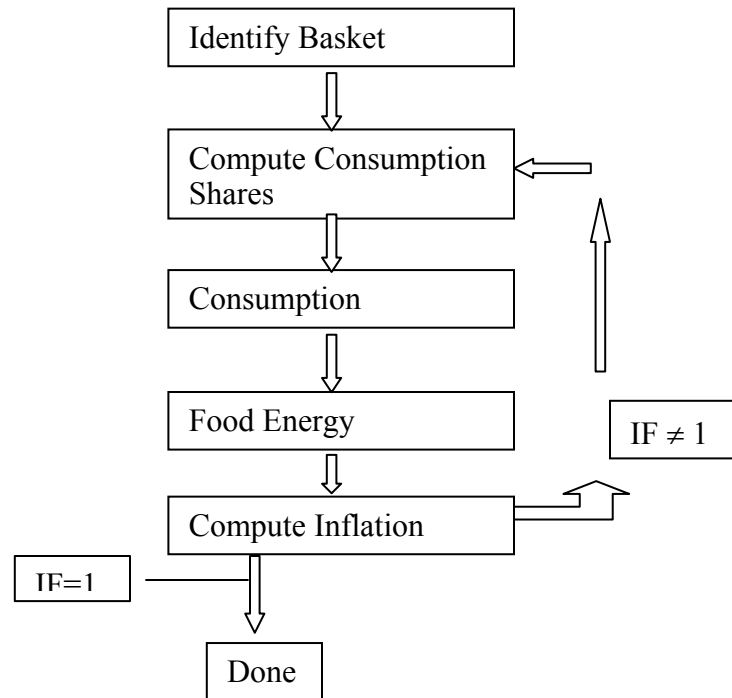 Identify Basket
Compute Consumption
Shares
Consumption
Food Energy
IF ≠ 1
Compute Inflation
IF=1
Done